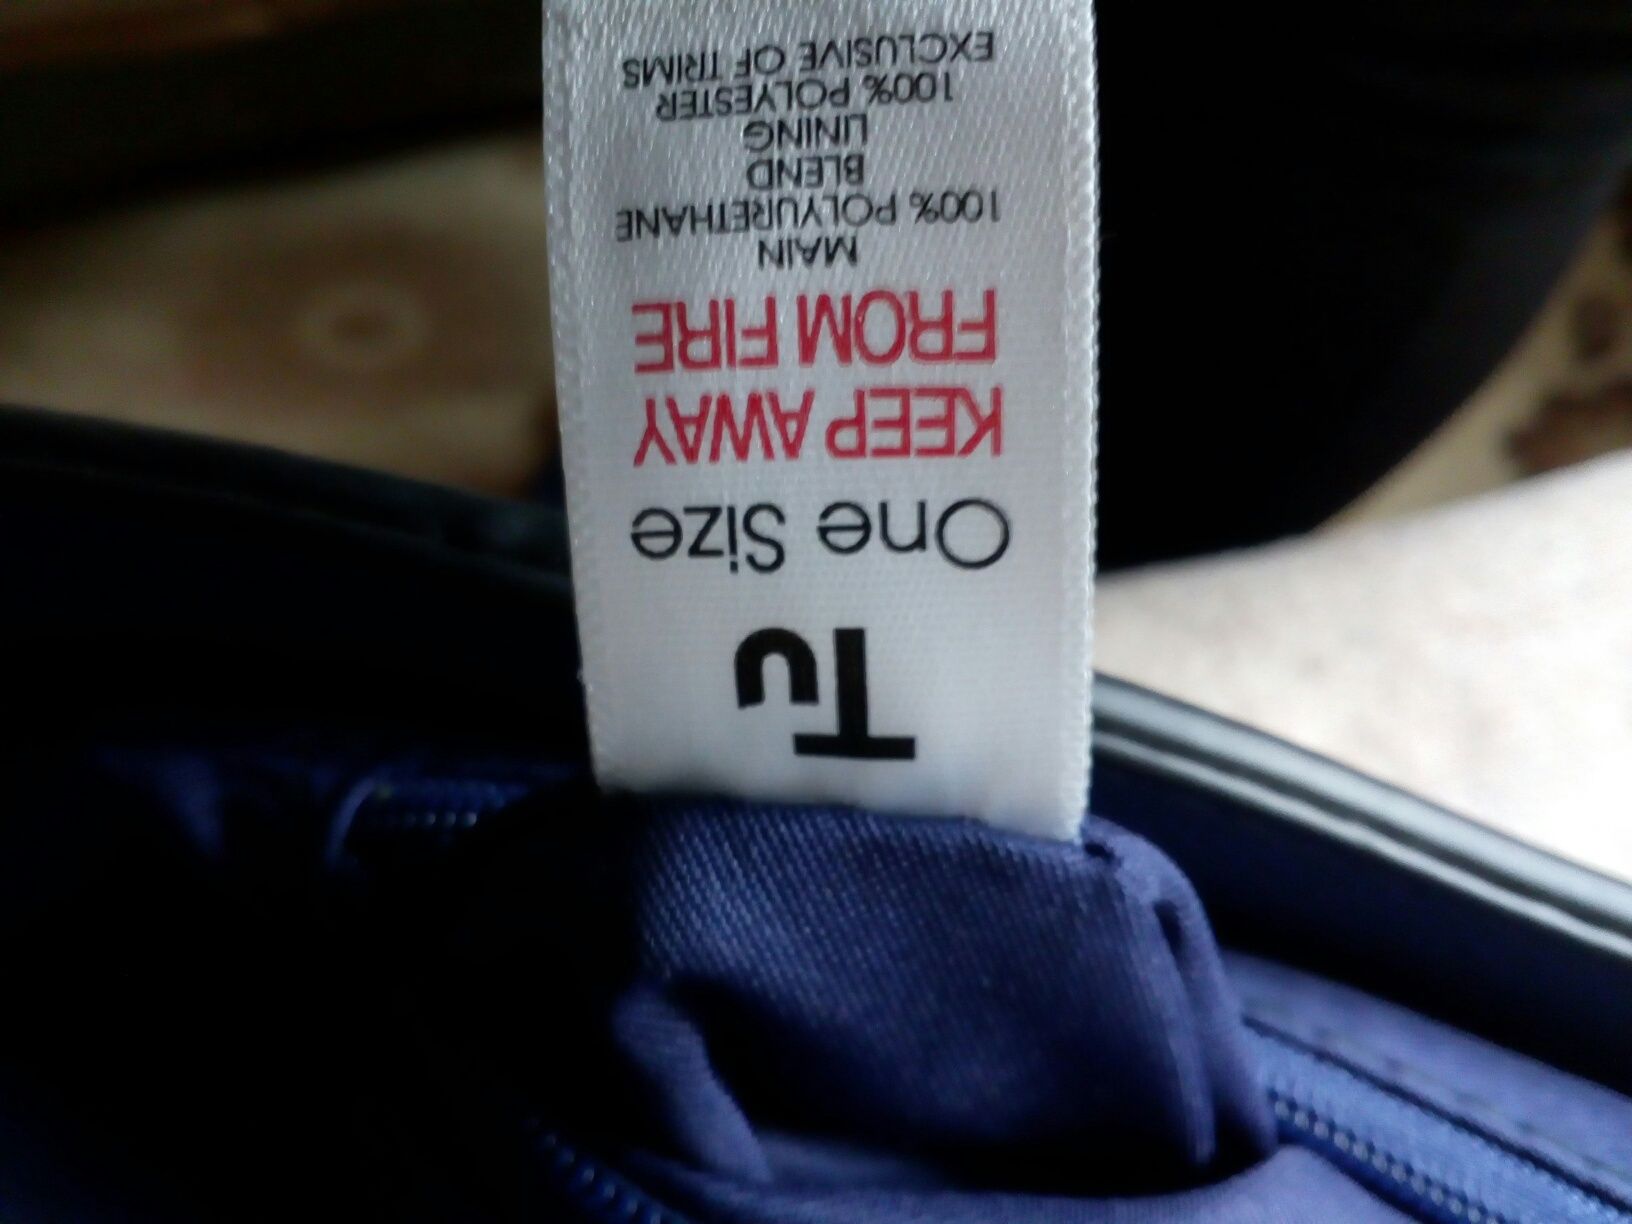 Tu
One Size
KEEP AWAY
FROM FIRE
MAIN
100% POLYURETHANE
BLEND
LINING
100% POLYESTER
EXCLUSIVE OF TRIMS